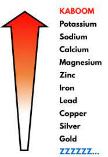 KABOOM
Potassium
Sodium
Calcium
Magnesium
Zinc
Iron
Lead
Copper
Silver
Gold
ZZZZZZ....